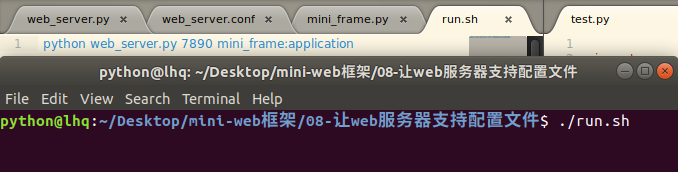 web_server.py × web_server.conf × mini_frame.py × run.sh × test.py
1 python web_server.py 7890 mini_frame:application 1
python@lhq: ~/Desktop/mini-web框架/08-让web服务器支持配置文件
File Edit View Search Terminal Help
python@lhq:~/Desktop/mini-web框架/08-让web服务器支持配置文件$ ./run.sh